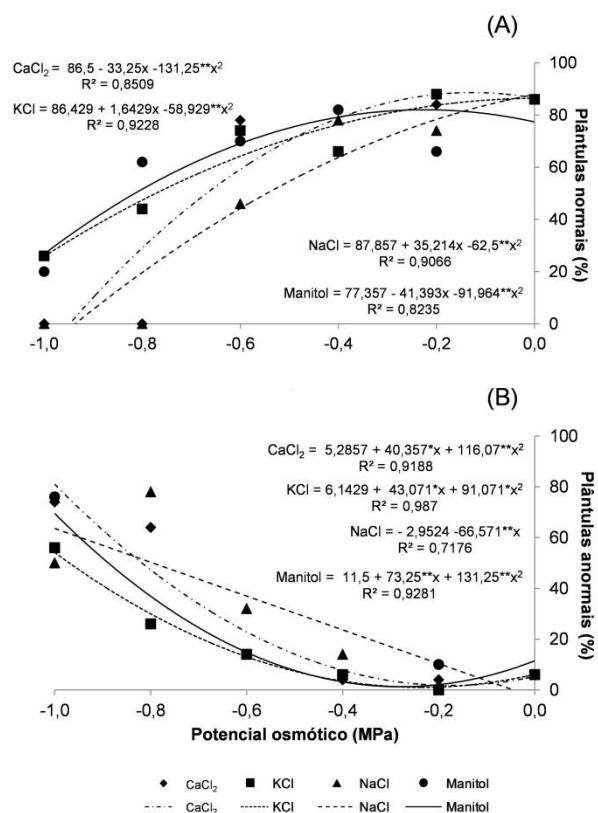 (A)
CaCl₂ = 86,5 - 33,25x -131,25**x²
R² = 0,8509
KCl = 86,429 + 1,6429x -58,929**x²
R² = 0,9228
NaCl = 87,857 + 35,214x -62,5**x²
R² = 0,9066
Manitol = 77,357 - 41,393x -91,964**x²
R² = 0,8235
100
80
60
40
20
0
Plântulas normais (%)
-1,0 -0,8 -0,6 -0,4 -0,2 0,0
(B)
CaCl₂ = 5,2857 + 40,357*x + 116,07**x²
R² = 0,9188
KCl = 6,1429 + 43,071*x + 91,071*x²
R² = 0,987
NaCl = - 2,9524 -66,571**x
R² = 0,7176
Manitol = 11,5 + 73,25**x + 131,25**x²
R² = 0,9281
100
80
60
40
20
0
Plântulas anormais (%)
-1,0 -0,8 -0,6 -0,4 -0,2 0,0
Potencial osmótico (MPa)
CaCl₂ KCl NaCl Manitol
CaCl₂ KCl NaCl Manitol